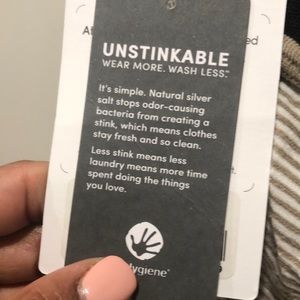 UNSTINKABLE
WEAR MORE. WASH LESS.™
It's simple. Natural silver
salt stops odor-causing
bacteria from creating a
stink, which means clothes
stay fresh and so clean.
Less stink means less
laundry means more time
spent doing the things
you love.